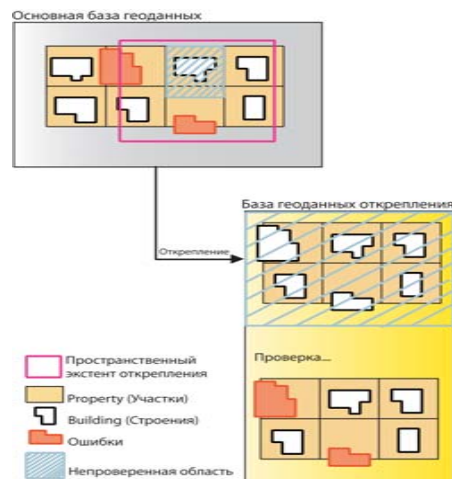 Основная база геоданных
База геоданных открепления
Открепление
Проверка...
Пространственный
экстент открепления
Property (Участки)
Building (Строения)
Ошибки
Непроверенная область